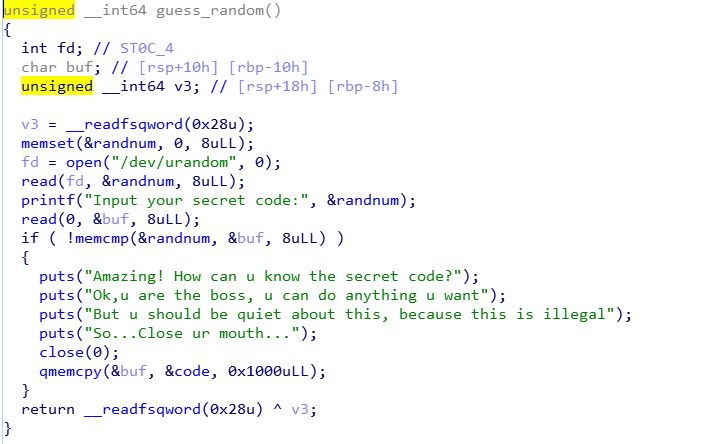 unsigned __int64 guess_random()
{
int fd; // ST0C_4
char buf; // [rsp+10h] [rbp-10h]
unsigned __int64 v3; // [rsp+18h] [rbp-8h]
v3 = __readfsqword(0x28u);
memset(&randnum, 0, 8uLL);
fd = open("/dev/urandom", 0);
read(fd, &randnum, 8uLL);
printf("Input your secret code:", &randnum);
read(0, &buf, 8uLL);
if ( !memcmp(&randnum, &buf, 8uLL) )
{
puts("Amazing! How can u know the secret code?");
puts("Ok,u are the boss, u can do anything u want");
puts("But u should be quiet about this, because this is illegal");
puts("So...Close ur mouth...");
close(0);
qmemcpy(&buf, &code, 0x1000uLL);
}
return __readfsqword(0x28u) ^ v3;
}